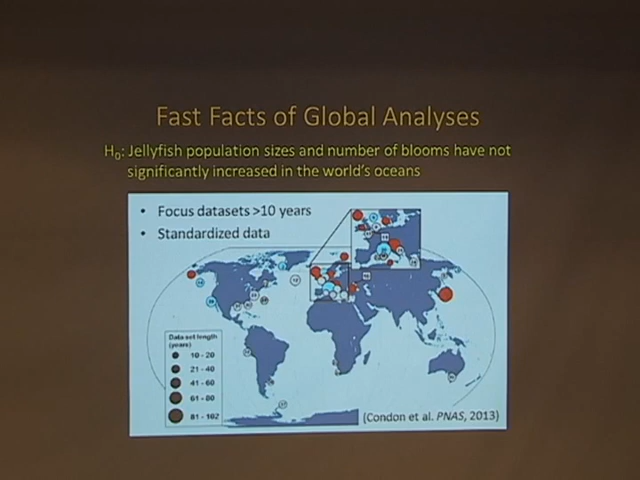 Fast Facts of Global Analyses
H₀: Jellyfish population sizes and number of blooms have not
significantly increased in the world's oceans
• Focus datasets >10 years
• Standardized data
Data set length
(years)
10 - 20
21 - 40
41 - 60
61 - 80
81 - 102
(Condon et al. PNAS, 2013)